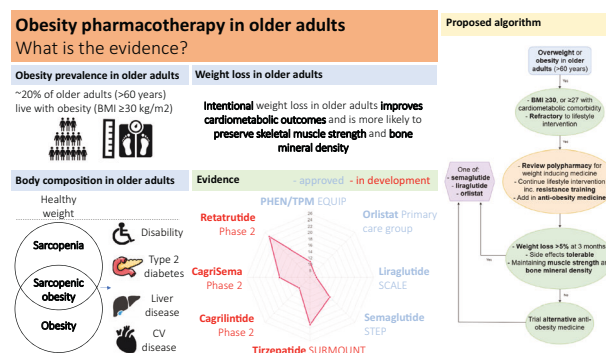 Obesity pharmacotherapy in older adults
What is the evidence?
Obesity prevalence in older adults
~20% of older adults (>60 years)
live with obesity (BMI ≥30 kg/m2)
Weight loss in older adults
Intentional weight loss in older adults improves
cardiometabolic outcomes and is more likely to
preserve skeletal muscle strength and bone
mineral density
Body composition in older adults
Healthy
weight
Sarcopenia
Sarcopenic
obesity
Obesity
Disability
Type 2
diabetes
Liver
disease
CV
disease
Evidence
- approved - in development
PHEN/TPM EQUIP
Orlistat Primary
care group
Liraglutide
SCALE
Semaglutide
STEP
Tirzepatide SURMOUNT
Cagrilintide
Phase 2
CagriSema
Phase 2
Retatrutide
Phase 2
Proposed algorithm
Overweight or
obesity in older
adults (>60 years)
Yes
- BMI ≥30, or ≥27 with
cardiometabolic comorbidity
- Refractory to lifestyle
intervention
Yes
- Review polypharmacy for
weight inducing medicine
- Continue lifestyle intervention
inc. resistance training
- Add in anti-obesity medicine
One of:
- semaglutide
- liraglutide
- orlistat
Yes
- Weight loss >5% at 3 months
- Side effects tolerable
- Maintaining muscle strength and
bone mineral density
No
Trial alternative anti-
obesity medicine